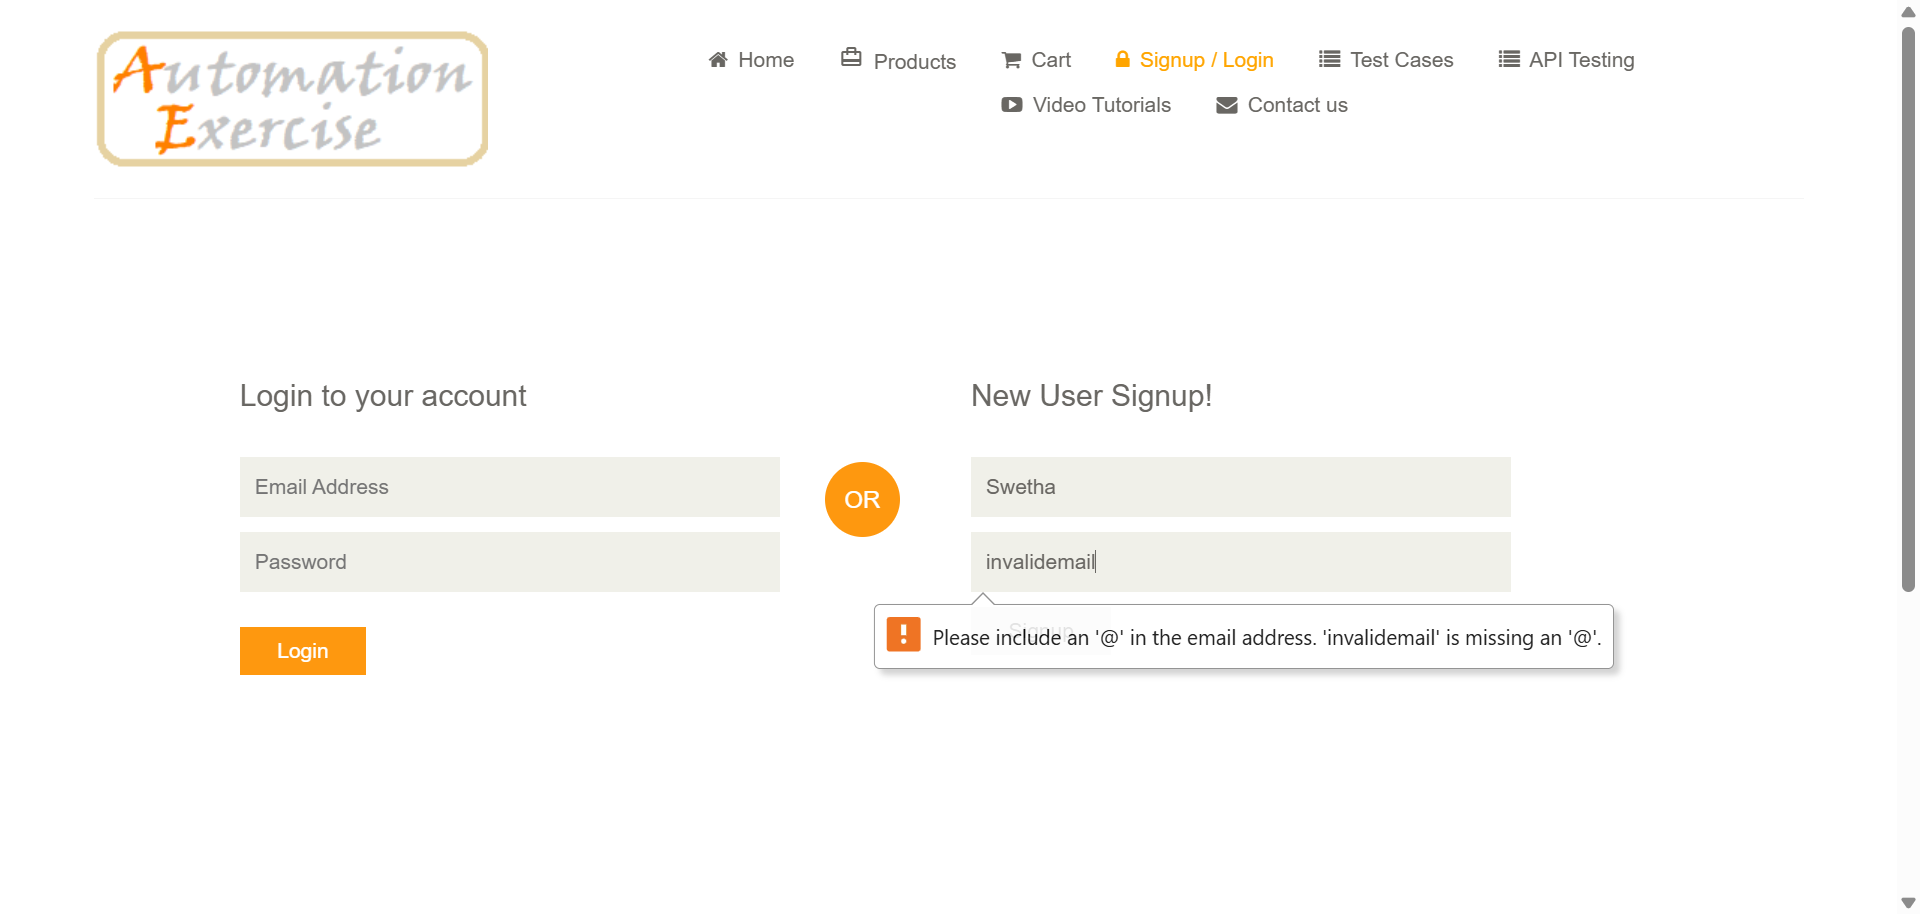 Automation
Exercise
Home
Products
Cart
Signup / Login
Test Cases
API Testing
Video Tutorials
Contact us
Login to your account
Email Address
Password
Login
OR
New User Signup!
Swetha
invalidemail
Signup
Please include an '@' in the email address. 'invalidemail' is missing an '@'.